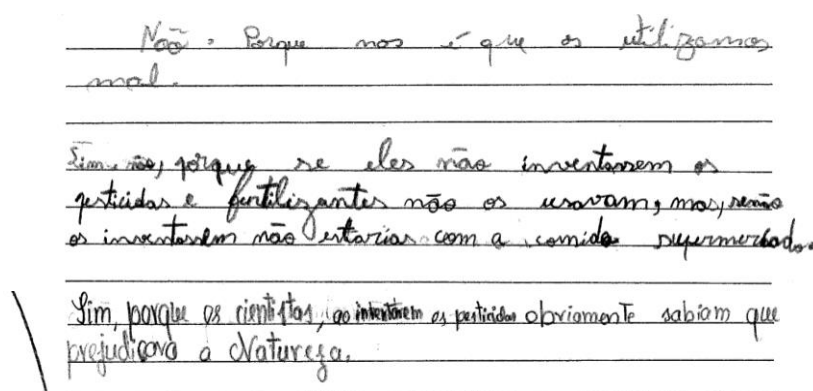 Não. Porque nos é que os utilizamos
mal.
Sim. não, porque se eles não inventassem os
pesticidas e fertilizantes não os usavam, mas, senão
os inventassem não estarias com a comida supermercado.
Sim, porque os cientistas, ao inventarem os pesticidas obviamente sabiam que
prejudicava a Natureza.